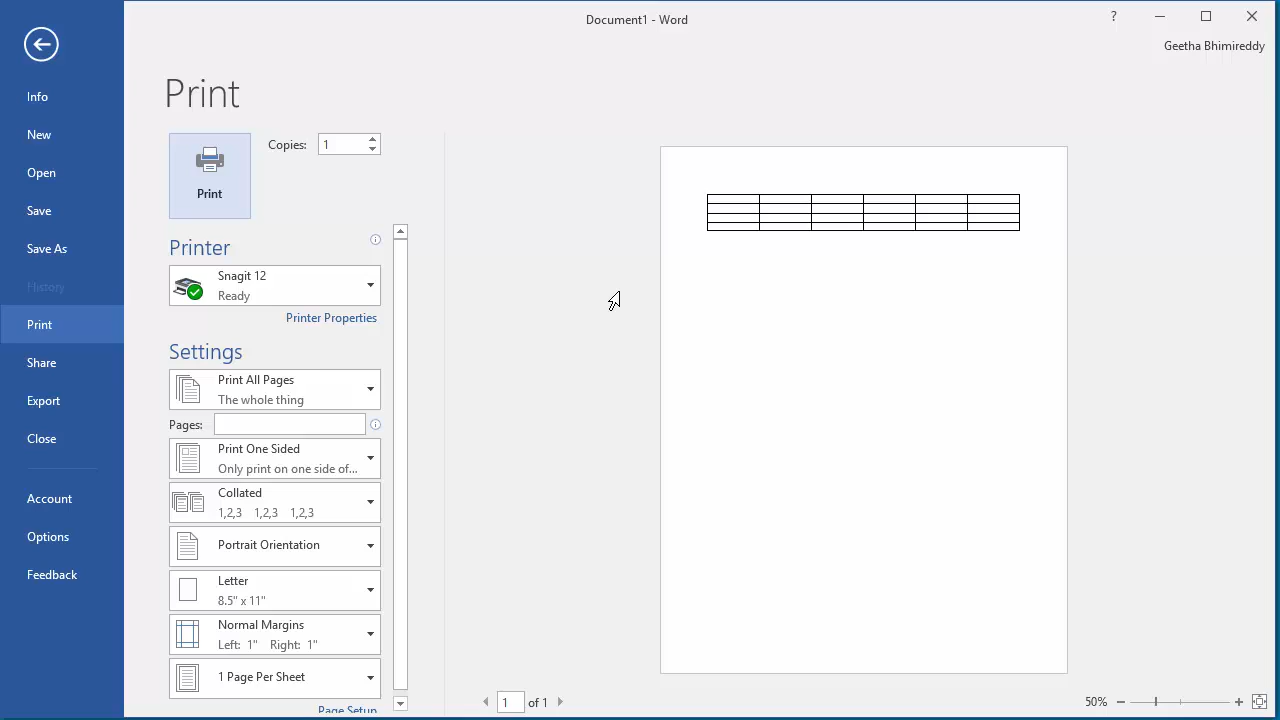 Document1 - Word
?
Geetha Bhimireddy
Info
New
Open
Save
Save As
History
Print
Share
Export
Close
Account
Options
Feedback
Print
Print
Copies: 1
Printer
Snagit 12
Ready
Printer Properties
Settings
Print All Pages
The whole thing
Pages:
Print One Sided
Only print on one side of...
Collated
1,2,3 1,2,3 1,2,3
Portrait Orientation
Letter
8.5" x 11"
Normal Margins
Left: 1" Right: 1"
1 Page Per Sheet
Page Setup
1 of 1
50%